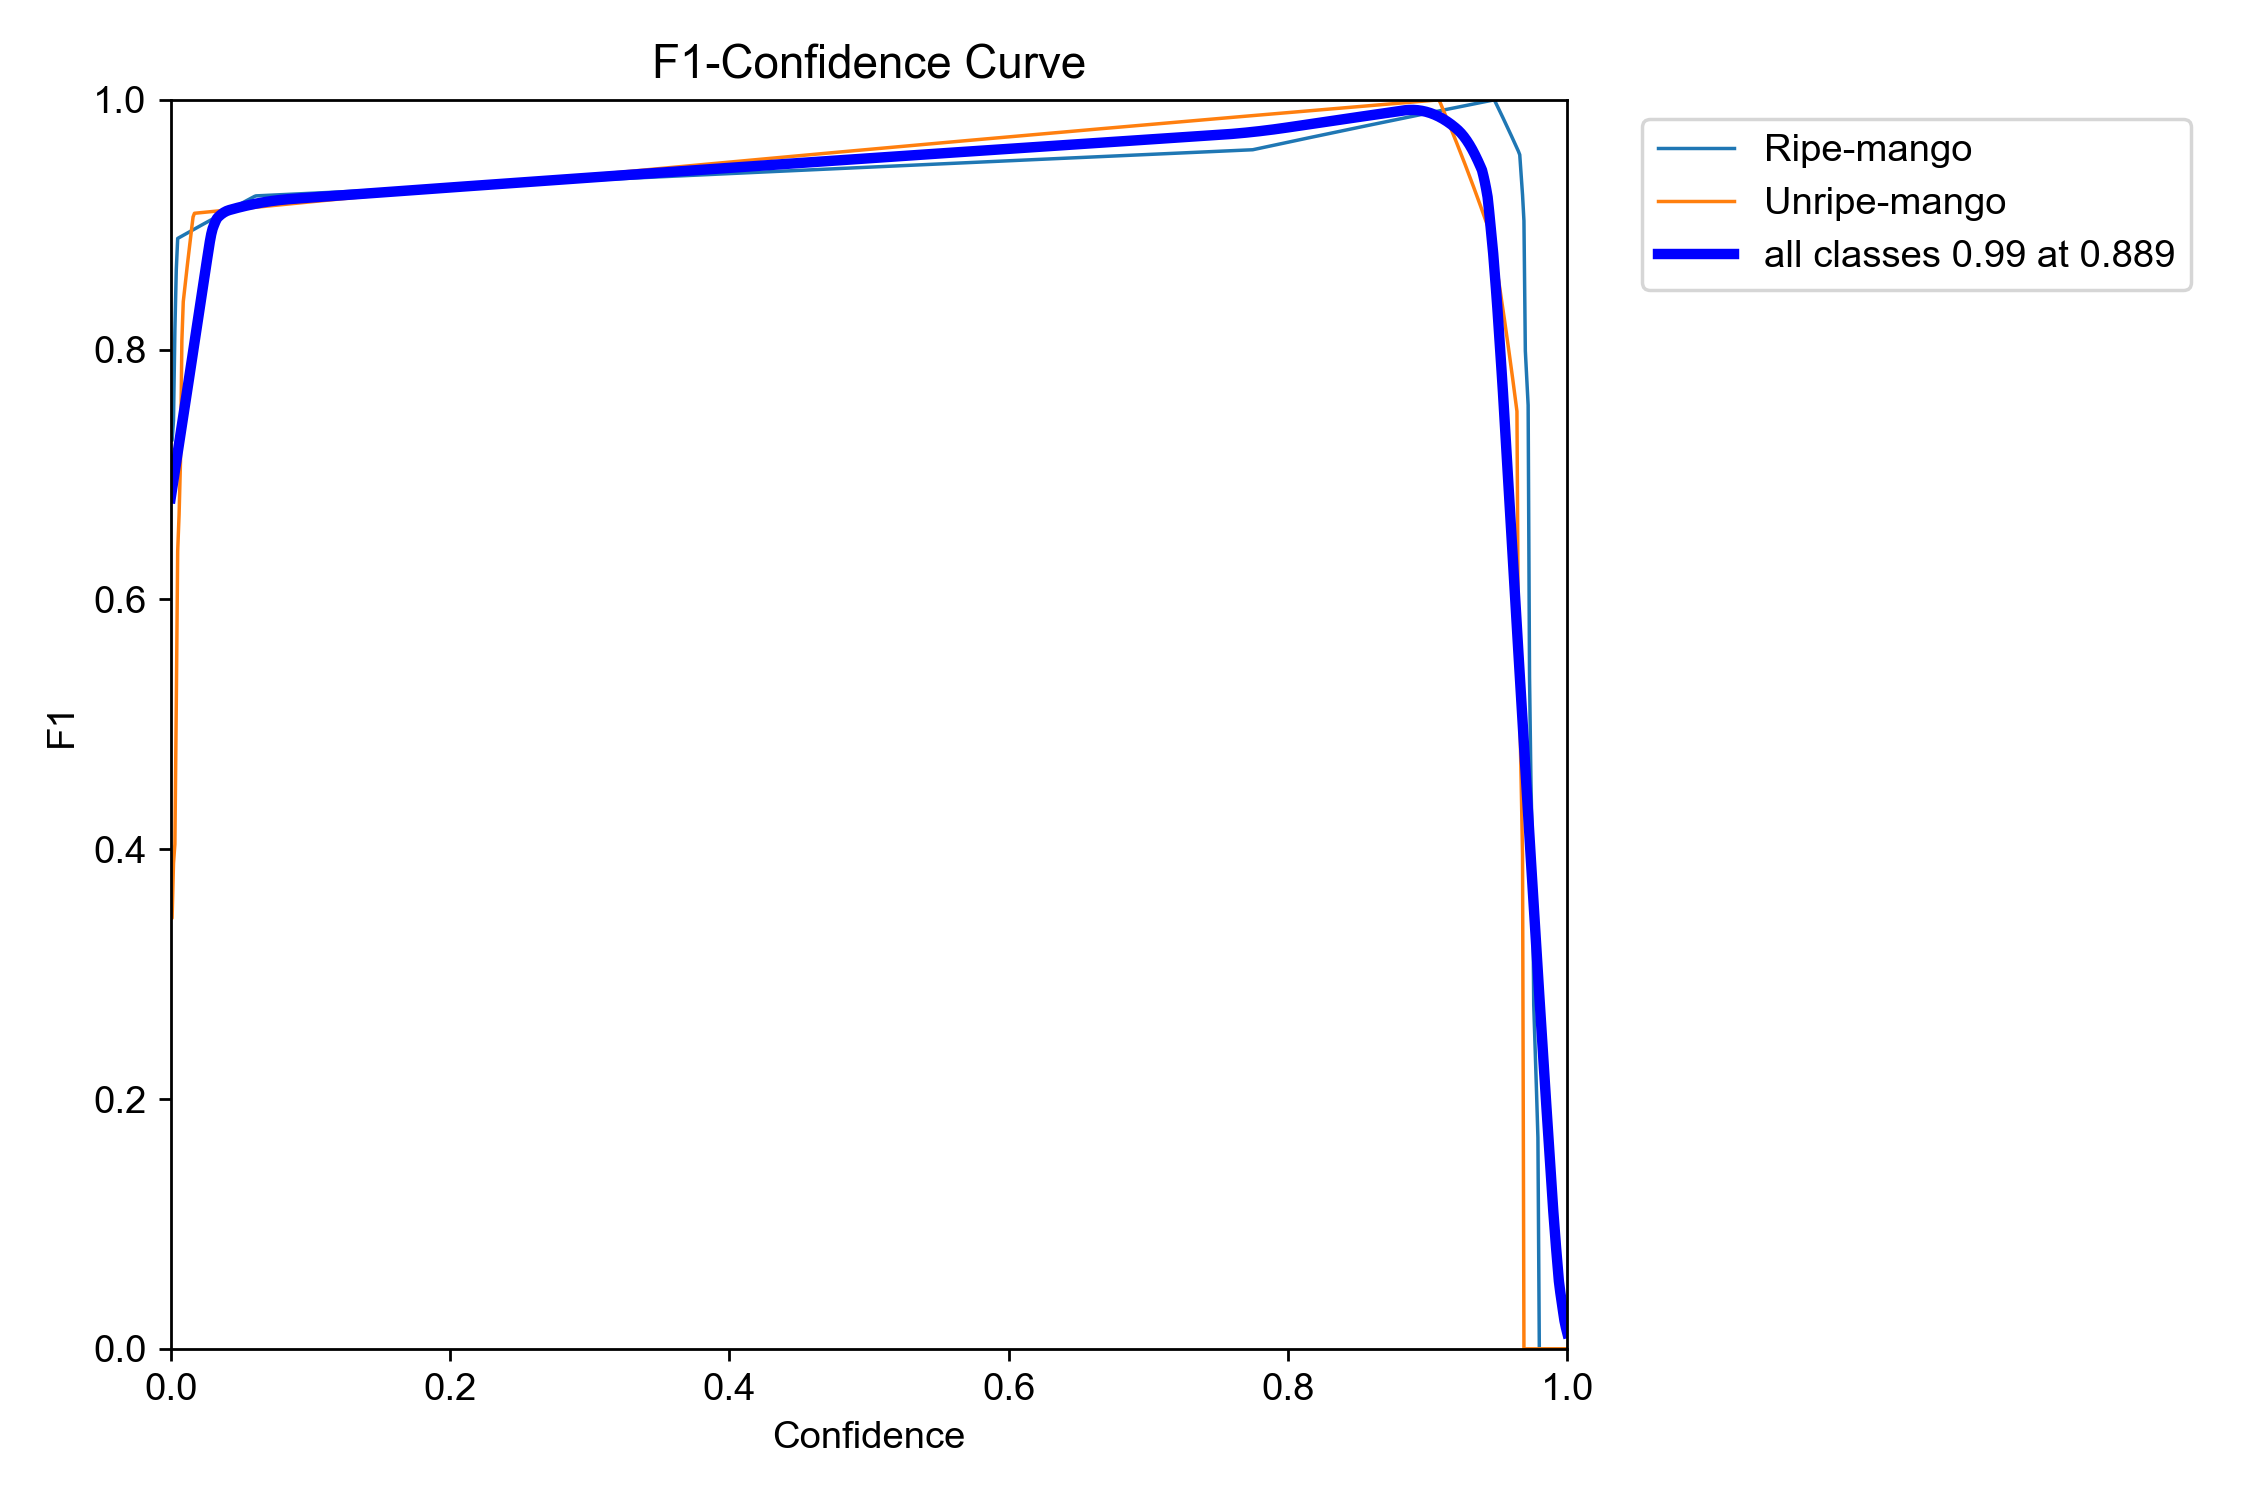 F1-Confidence Curve
1.0
0.8
0.6
0.4
0.2
0.0
F1
0.0 0.2 0.4 0.6 0.8 1.0
Confidence
Ripe-mango
Unripe-mango
all classes 0.99 at 0.889